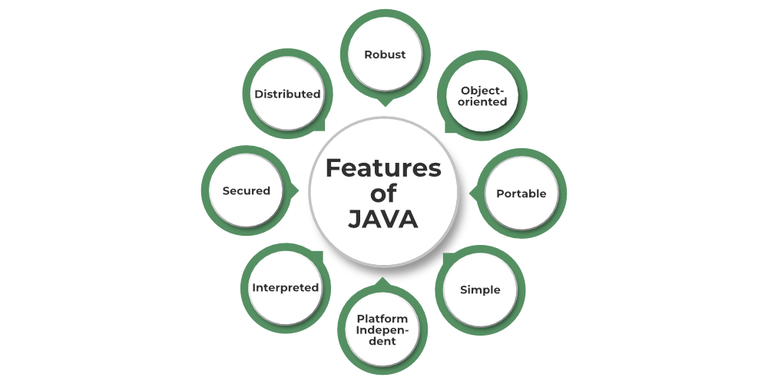 Robust
Distributed
Object-
oriented
Features
of
JAVA
Secured
Portable
Interpreted
Simple
Platform
Indepen-
dent